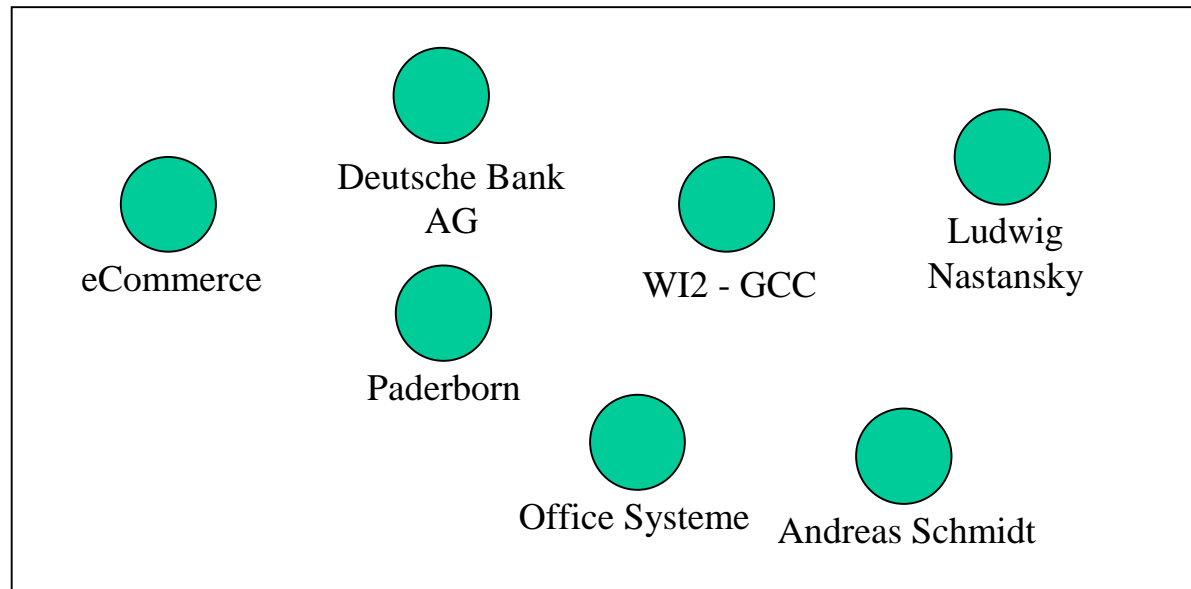 Deutsche Bank
AG
eCommerce
WI2 - GCC
Ludwig
Nastansky
Paderborn
Office Systeme
Andreas Schmidt